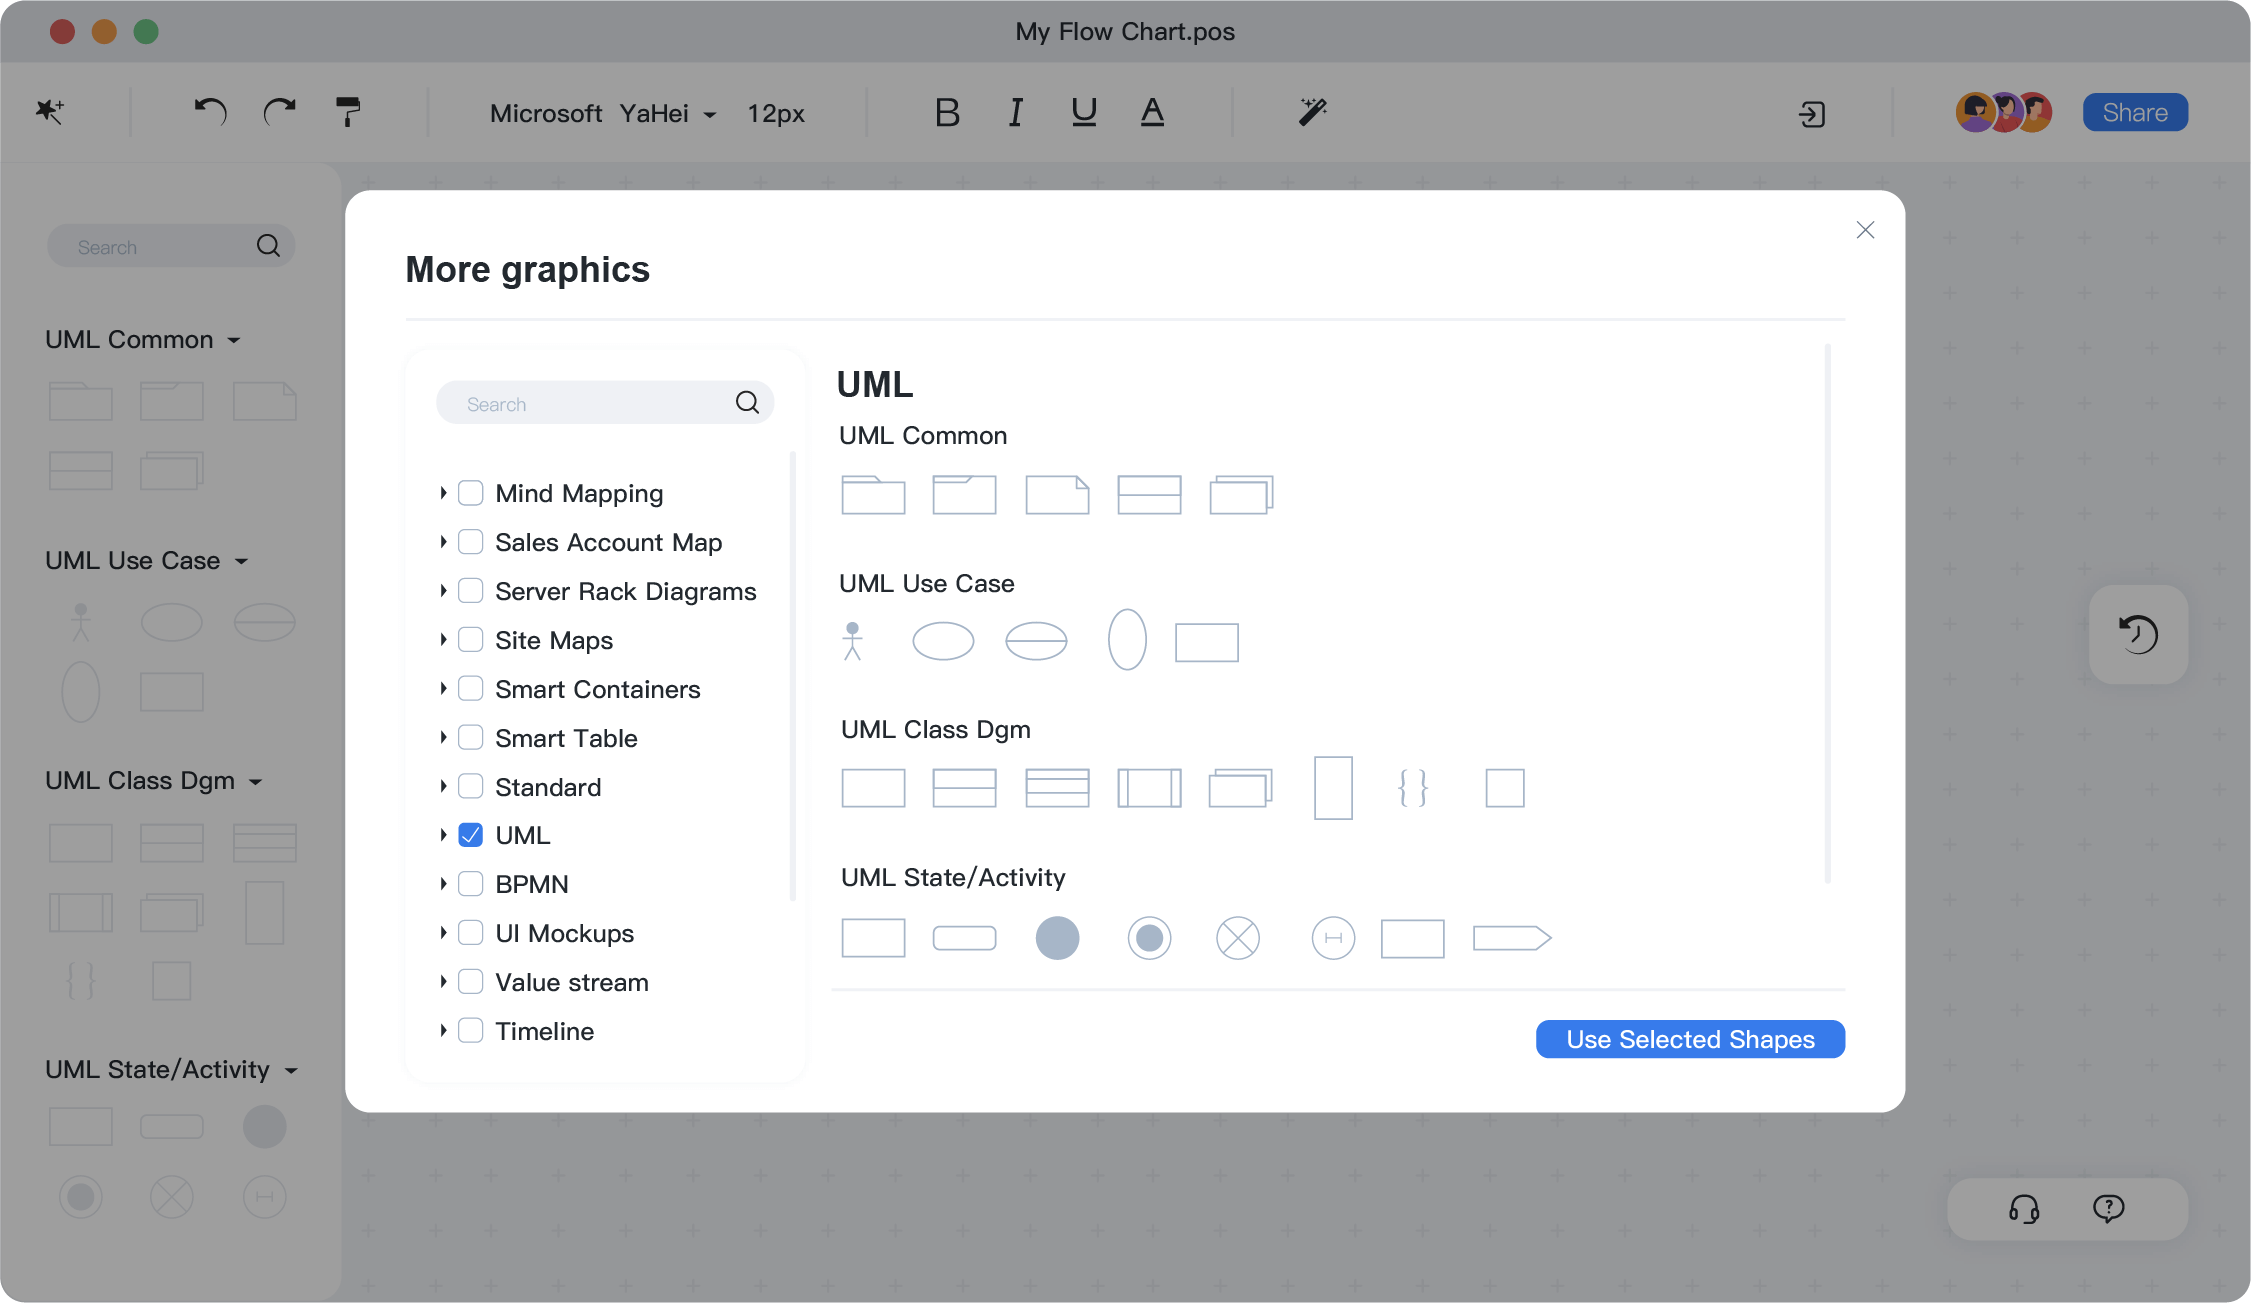 My Flow Chart.pos
Microsoft YaHei 12px B I U A Share
Search
UML Common
UML Use Case
UML Class Dgm
{ }
UML State/Activity
More graphics
Search
Mind Mapping
Sales Account Map
Server Rack Diagrams
Site Maps
Smart Containers
Smart Table
Standard
UML
BPMN
UI Mockups
Value stream
Timeline
UML
UML Common
UML Use Case
UML Class Dgm
{ }
UML State/Activity
H
Use Selected Shapes
?